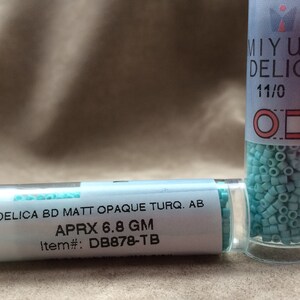 MIYU
DELIC
11/0
DELICA BD MATT OPAQUE TURQ. AB
APRX 6.8 GM
Item#: DB878-TB